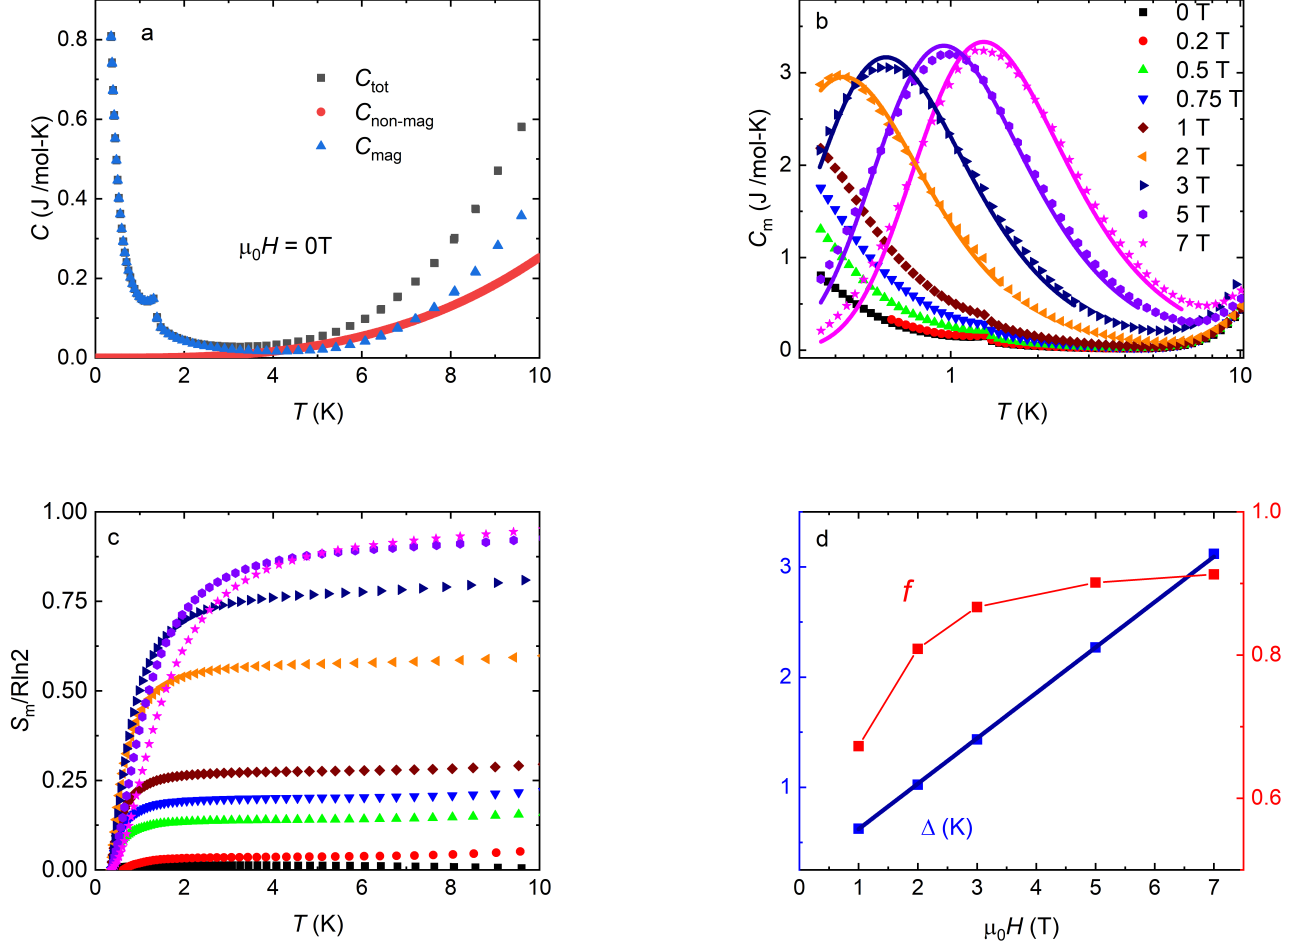 a
C_tot
C_non-mag
C_mag
μ₀H = 0T
0.8
0.6
0.4
0.2
0.0
0 2 4 6 8 10
C (J /mol-K)
T (K)
b
0 T
0.2 T
0.5 T
0.75 T
1 T
2 T
3 T
5 T
7 T
3
2
1
0
1 10
C_m (J /mol-K)
T (K)
c
1.00
0.75
0.50
0.25
0.00
0 2 4 6 8 10
S_m/Rln2
T (K)
d
f
Δ (K)
3
2
1
1.0
0.8
0.6
0 1 2 3 4 5 6 7
μ₀H (T)